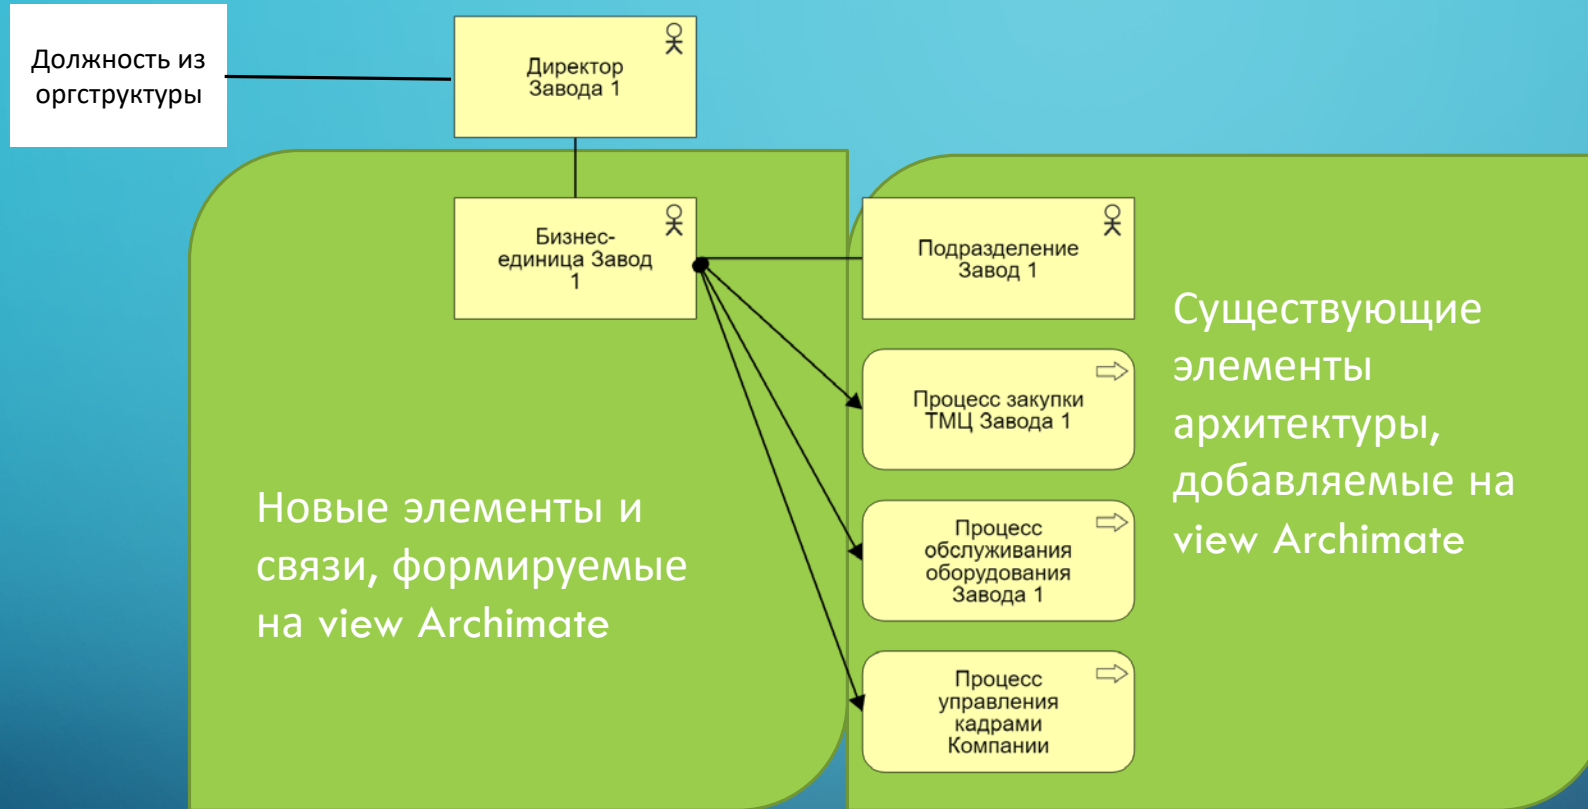 Должность из
оргструктуры
Директор
Завода 1
Бизнес-
единица Завод
1
Подразделение
Завод 1
Процесс закупки
ТМЦ Завода 1
Процесс
обслуживания
оборудования
Завода 1
Процесс
управления
кадрами
Компании
Новые элементы и
связи, формируемые
на view Archimate
Существующие
элементы
архитектуры,
добавляемые на
view Archimate